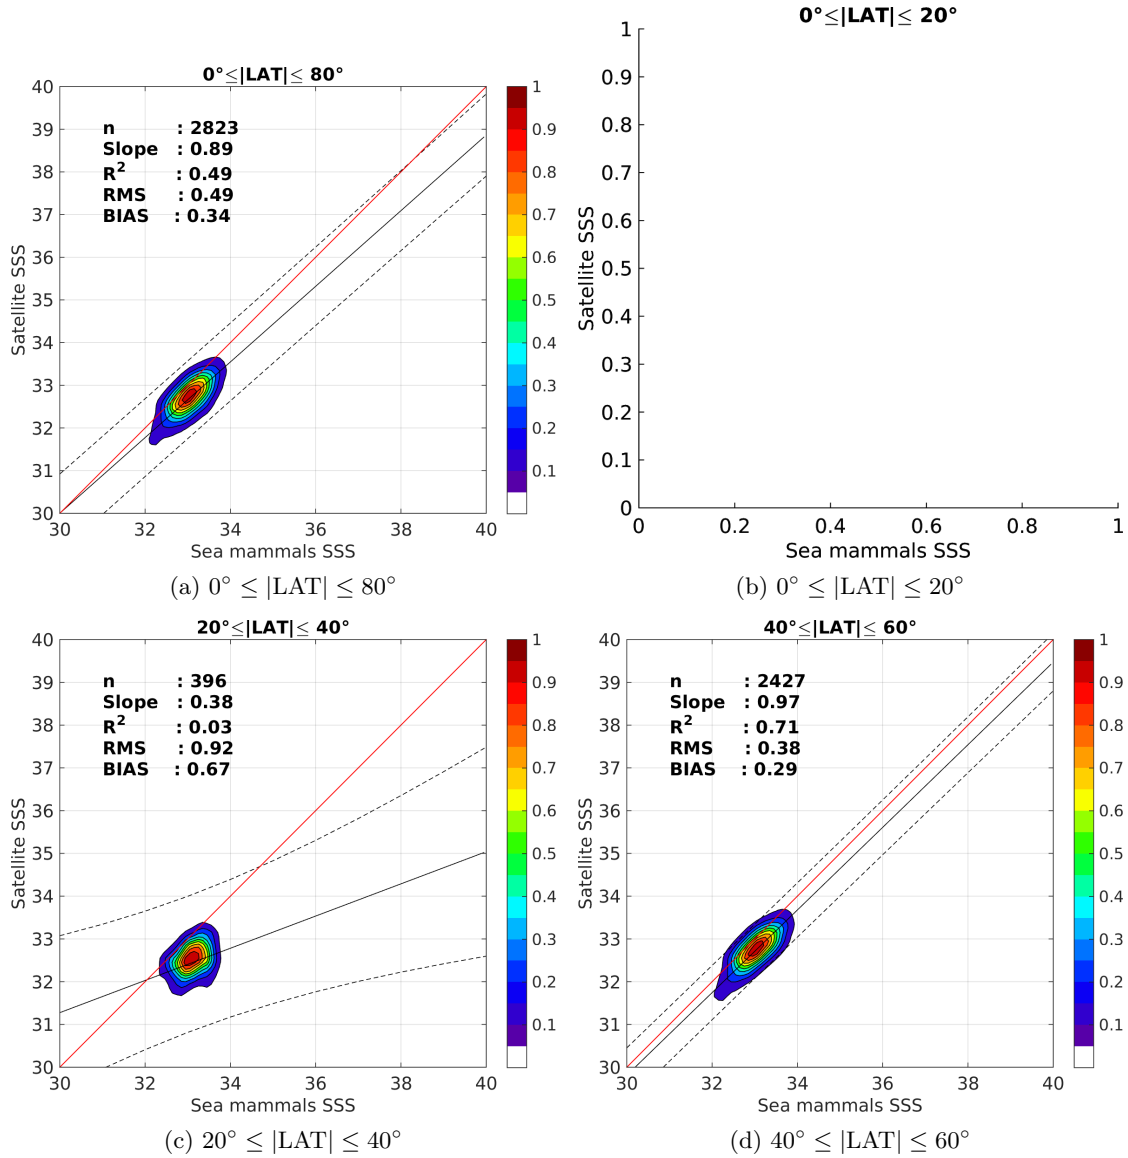 0°≤|LAT|≤ 80°
40
39
38
37
36
35
34
33
32
31
30
30 32 34 36 38 40
Satellite SSS
Sea mammals SSS
n : 2823
Slope : 0.89
R² : 0.49
RMS : 0.49
BIAS : 0.34
1
0.9
0.8
0.7
0.6
0.5
0.4
0.3
0.2
0.1
(a) 0° ≤ |LAT| ≤ 80°
0°≤|LAT|≤ 20°
1
0.9
0.8
0.7
0.6
0.5
0.4
0.3
0.2
0.1
0
0 0.2 0.4 0.6 0.8 1
Satellite SSS
Sea mammals SSS
(b) 0° ≤ |LAT| ≤ 20°
20°≤|LAT|≤ 40°
40
39
38
37
36
35
34
33
32
31
30
30 32 34 36 38 40
Satellite SSS
Sea mammals SSS
n : 396
Slope : 0.38
R² : 0.03
RMS : 0.92
BIAS : 0.67
1
0.9
0.8
0.7
0.6
0.5
0.4
0.3
0.2
0.1
(c) 20° ≤ |LAT| ≤ 40°
40°≤|LAT|≤ 60°
40
39
38
37
36
35
34
33
32
31
30
30 32 34 36 38 40
Satellite SSS
Sea mammals SSS
n : 2427
Slope : 0.97
R² : 0.71
RMS : 0.38
BIAS : 0.29
1
0.9
0.8
0.7
0.6
0.5
0.4
0.3
0.2
0.1
(d) 40° ≤ |LAT| ≤ 60°